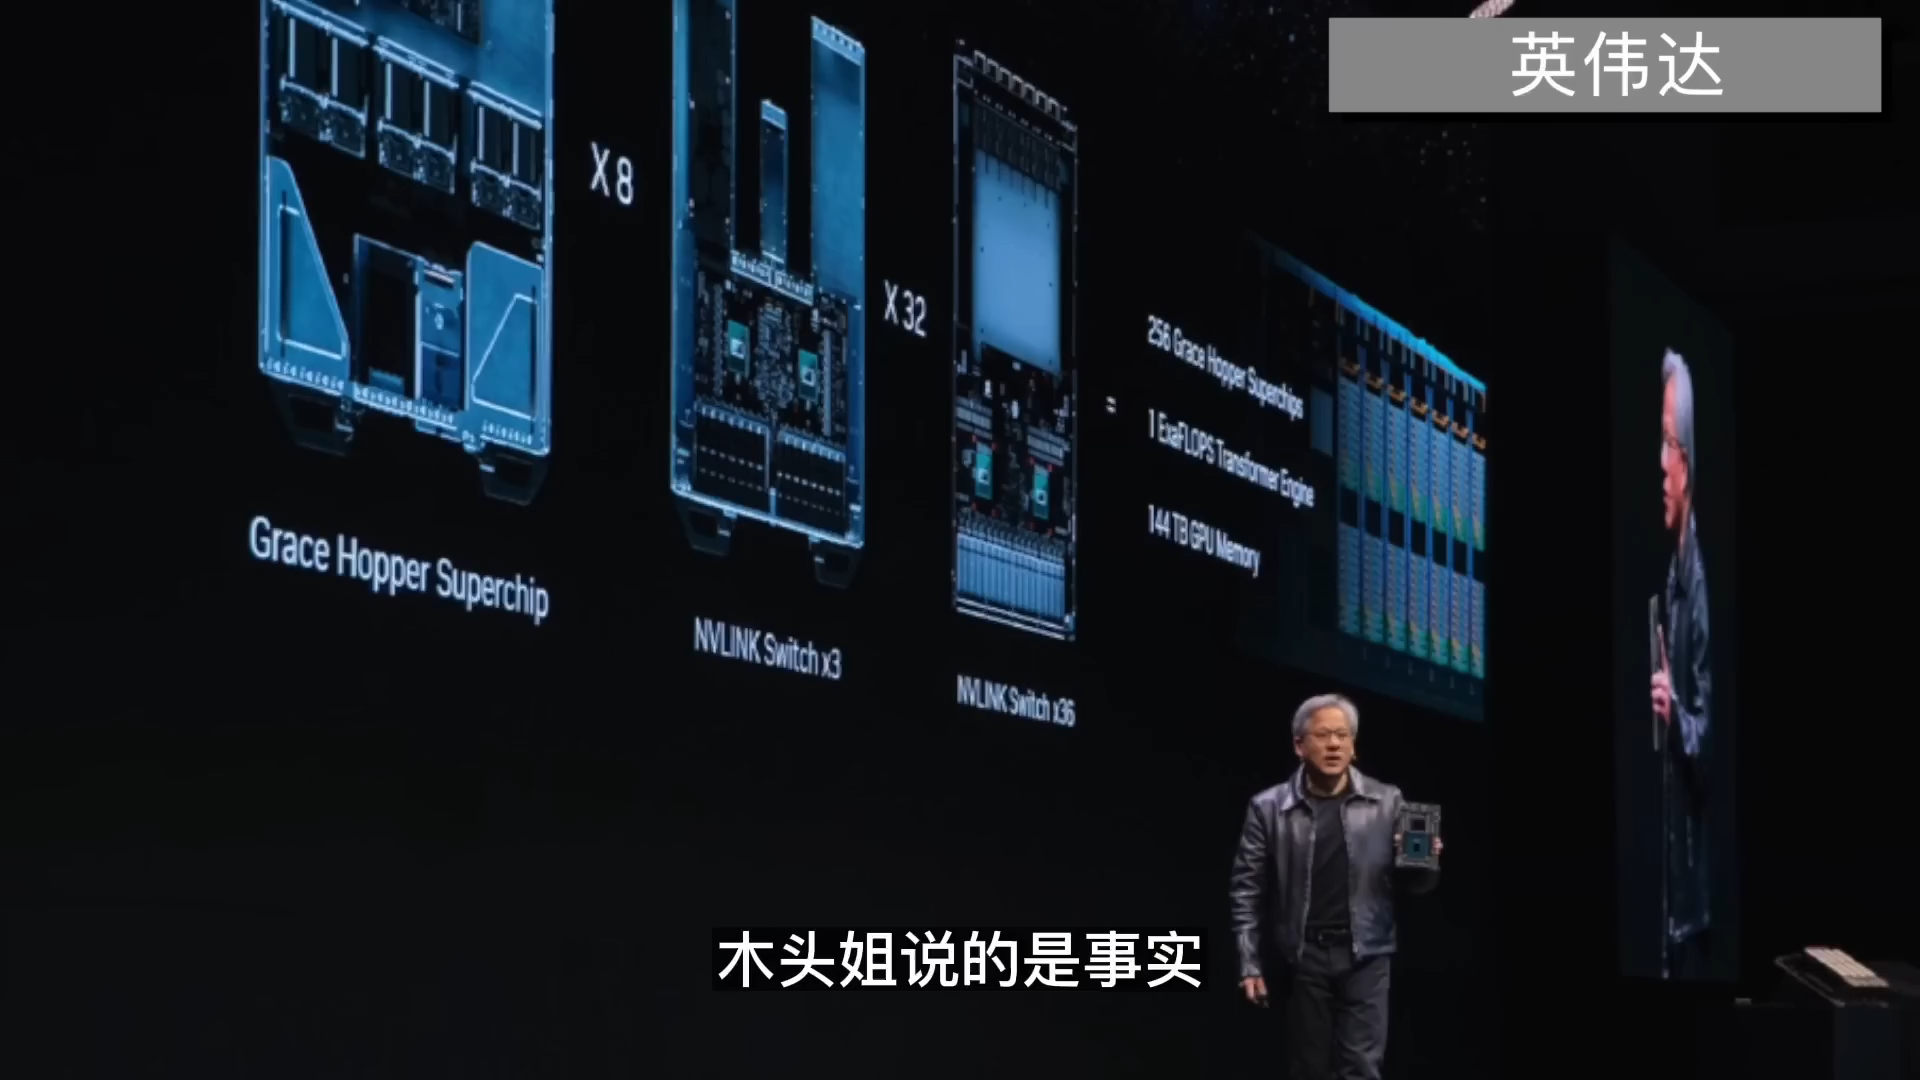 英伟达
X 8
X 32
=
256 Grace Hopper Superchips
1 ExaFLOPS Transformer Engine
144 TB GPU Memory
Grace Hopper Superchip
NVLINK Switch x3
NVLINK Switch x36
木头姐说的是事实